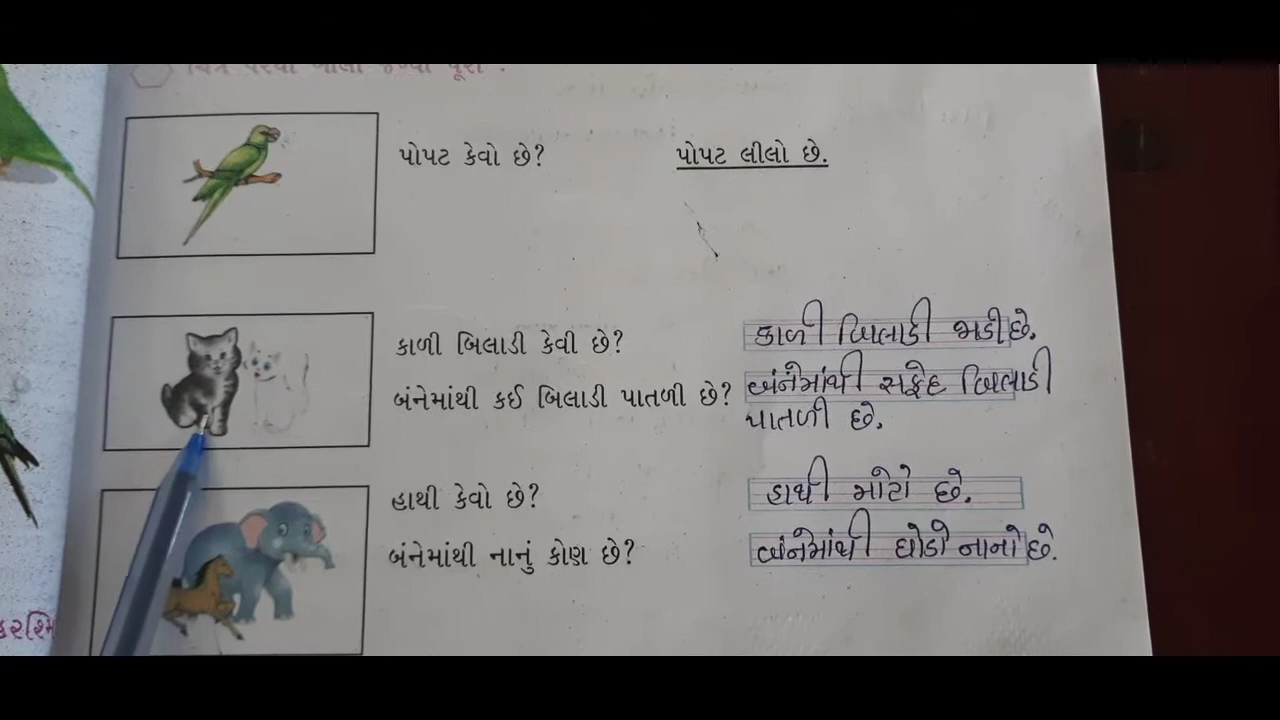 પોપટ કેવો છે? પોપટ લીલો છે.
કાળી બિલાડી કેવી છે? કાળી બિલાડી જાડી છે.
બંનેમાંથી કઈ બિલાડી પાતળી છે? બંનેમાંથી સફેદ બિલાડી
પાતળી છે.
હાથી કેવો છે? હાથી મોટો છે.
બંનેમાંથી નાનું કોણ છે? બંનેમાંથી ઘોડો નાનો છે.